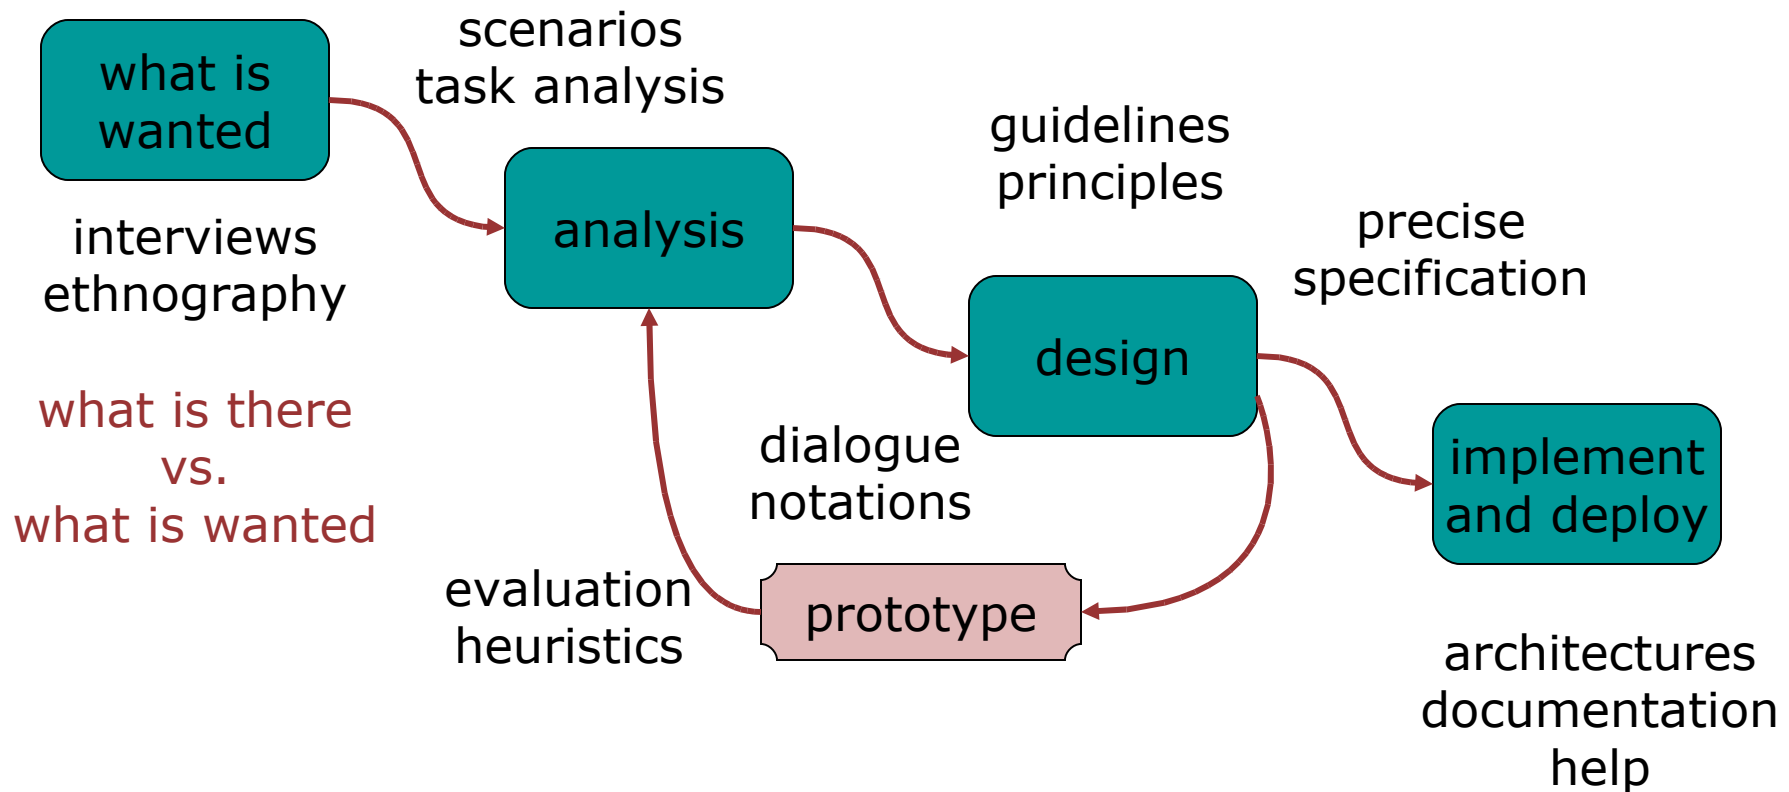 what is
wanted
scenarios
task analysis
interviews
ethnography
analysis
guidelines
principles
what is there
vs.
what is wanted
design
precise
specification
dialogue
notations
implement
and deploy
evaluation
heuristics
prototype
architectures
documentation
help